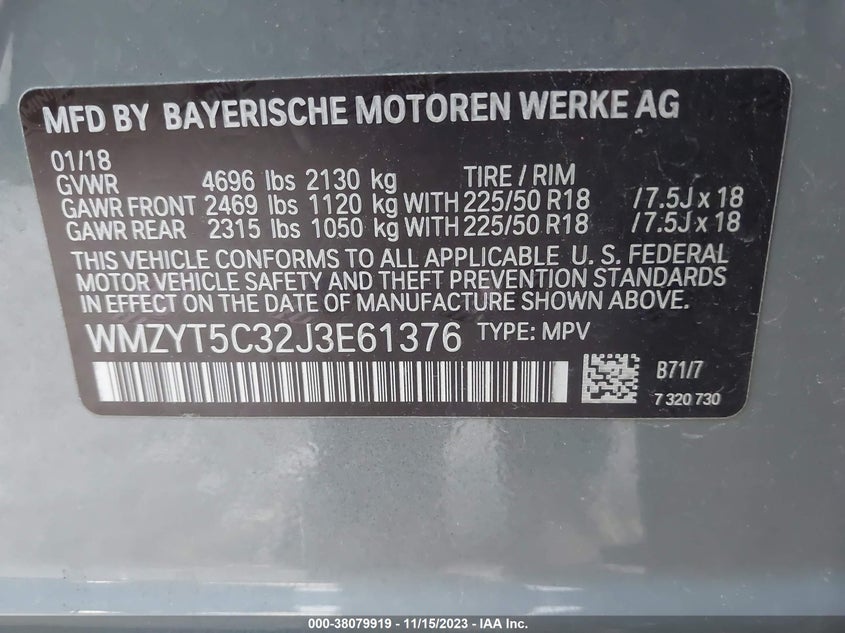 MFD BY BAYERISCHE MOTOREN WERKE AG
01/18
GVWR 4696 lbs 2130 kg TIRE / RIM
GAWR FRONT 2469 lbs 1120 kg WITH 225/50 R18 /7.5J x 18
GAWR REAR 2315 lbs 1050 kg WITH 225/50 R18 /7.5J x 18
THIS VEHICLE CONFORMS TO ALL APPLICABLE U. S. FEDERAL
MOTOR VEHICLE SAFETY AND THEFT PREVENTION STANDARDS
IN EFFECT ON THE DATE OF MANUFACTURE SHOWN ABOVE.
WMZYT5C32J3E61376 TYPE: MPV
B71/7
7 320 730
000-38079919 - 11/15/2023 - IAA Inc.